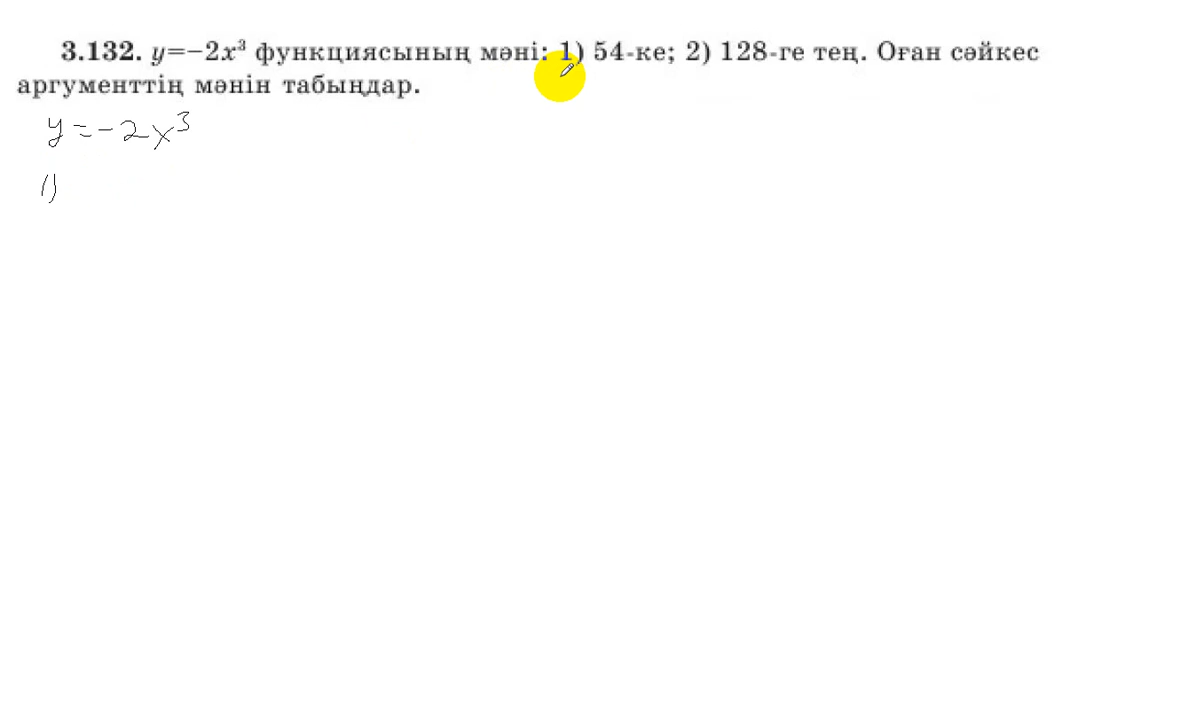 3.132. y=−2x³ функциясының мәні: 1) 54-ке; 2) 128-ге тең. Оған сәйкес
аргументтің мәнін табыңдар.
y = -2x³
1)